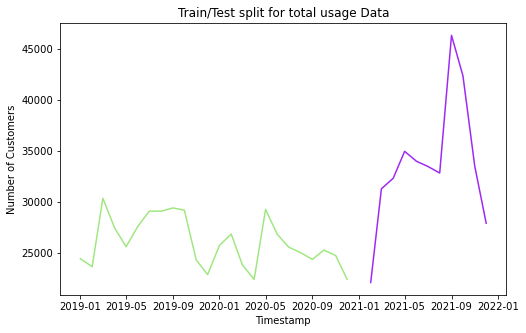 Train/Test split for total usage Data
Number of Customers
45000
40000
35000
30000
25000
2019-01 2019-05 2019-09 2020-01 2020-05 2020-09 2021-01 2021-05 2021-09 2022-01
Timestamp